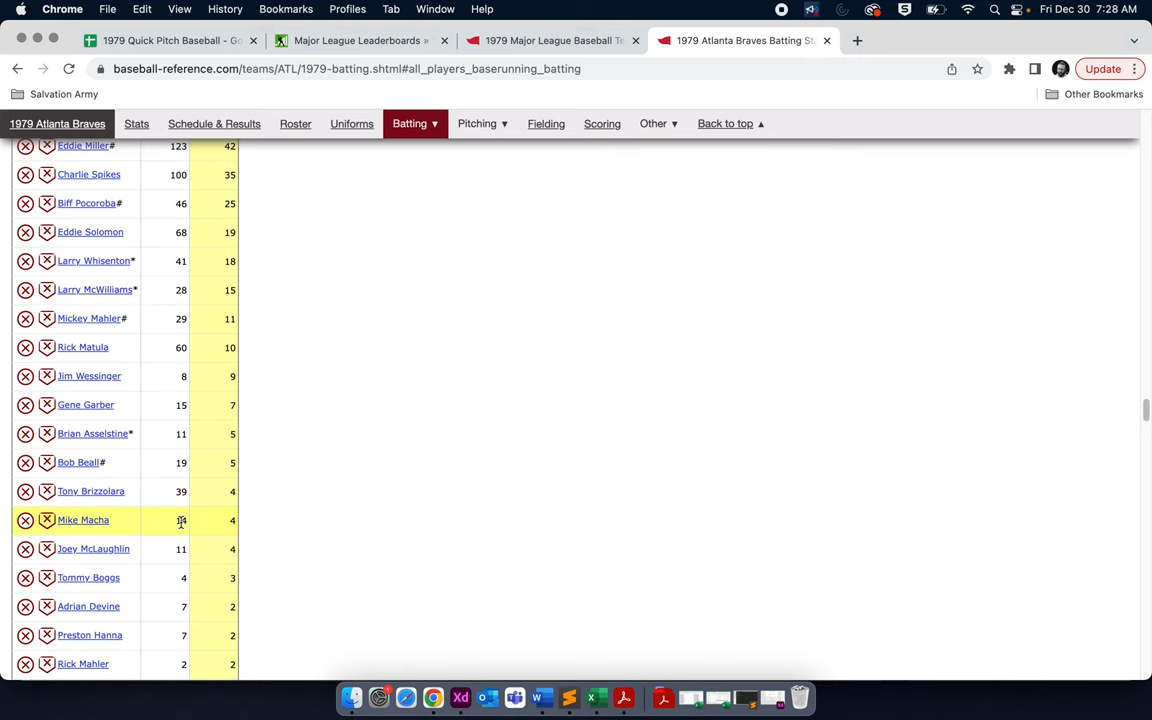 Chrome File Edit View History Bookmarks Profiles Tab Window Help Fri Dec 30 7:28 AM
1979 Quick Pitch Baseball - Go Major League Leaderboards » 1979 Major League Baseball Te 1979 Atlanta Braves Batting St
baseball-reference.com/teams/ATL/1979-batting.shtml#all_players_baserunning_batting Update
Salvation Army Other Bookmarks
1979 Atlanta Braves Stats Schedule & Results Roster Uniforms Batting ▼ Pitching ▼ Fielding Scoring Other ▼ Back to top ▲
Eddie Miller# 123 42
Charlie Spikes 100 35
Biff Pocoroba# 46 25
Eddie Solomon 68 19
Larry Whisenton* 41 18
Larry McWilliams* 28 15
Mickey Mahler# 29 11
Rick Matula 60 10
Jim Wessinger 8 9
Gene Garber 15 7
Brian Asselstine* 11 5
Bob Beall# 19 5
Tony Brizzolara 39 4
Mike Macha 14 4
Joey McLaughlin 11 4
Tommy Boggs 4 3
Adrian Devine 7 2
Preston Hanna 7 2
Rick Mahler 2 2